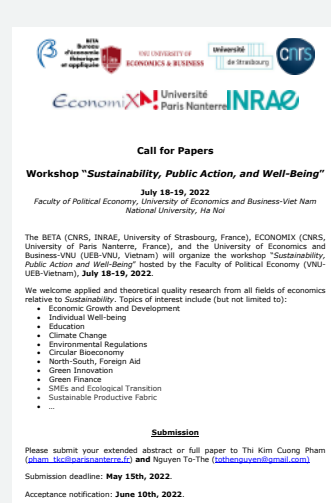 BETA
Bureau
d'économie
théorique
et appliquée
VNU UNIVERSITY OF
ECONOMICS & BUSINESS
Université
de Strasbourg
cnrs
EconomiX
Université
Paris Nanterre
INRAE
Call for Papers
Workshop “Sustainability, Public Action, and Well-Being”
July 18-19, 2022
Faculty of Political Economy, University of Economics and Business-Viet Nam
National University, Ha Noi
The BETA (CNRS, INRAE, University of Strasbourg, France), ECONOMIX (CNRS,
University of Paris Nanterre, France), and the University of Economics and
Business-VNU (UEB-VNU, Vietnam) will organize the workshop “Sustainability,
Public Action and Well-Being” hosted by the Faculty of Political Economy (VNU-
UEB-Vietnam), July 18-19, 2022.
We welcome applied and theoretical quality research from all fields of economics
relative to Sustainability. Topics of interest include (but not limited to):
• Economic Growth and Development
• Individual Well-being
• Education
• Climate Change
• Environmental Regulations
• Circular Bioeconomy
• North-South, Foreign Aid
• Green Innovation
• Green Finance
• SMEs and Ecological Transition
• Sustainable Productive Fabric
• …
Submission
Please submit your extended abstract or full paper to Thi Kim Cuong Pham
(pham_tkc@parisnanterre.fr) and Nguyen To-The (tothenguyen@gmail.com)
Submission deadline: May 15th, 2022.
Acceptance notification: June 10th, 2022.